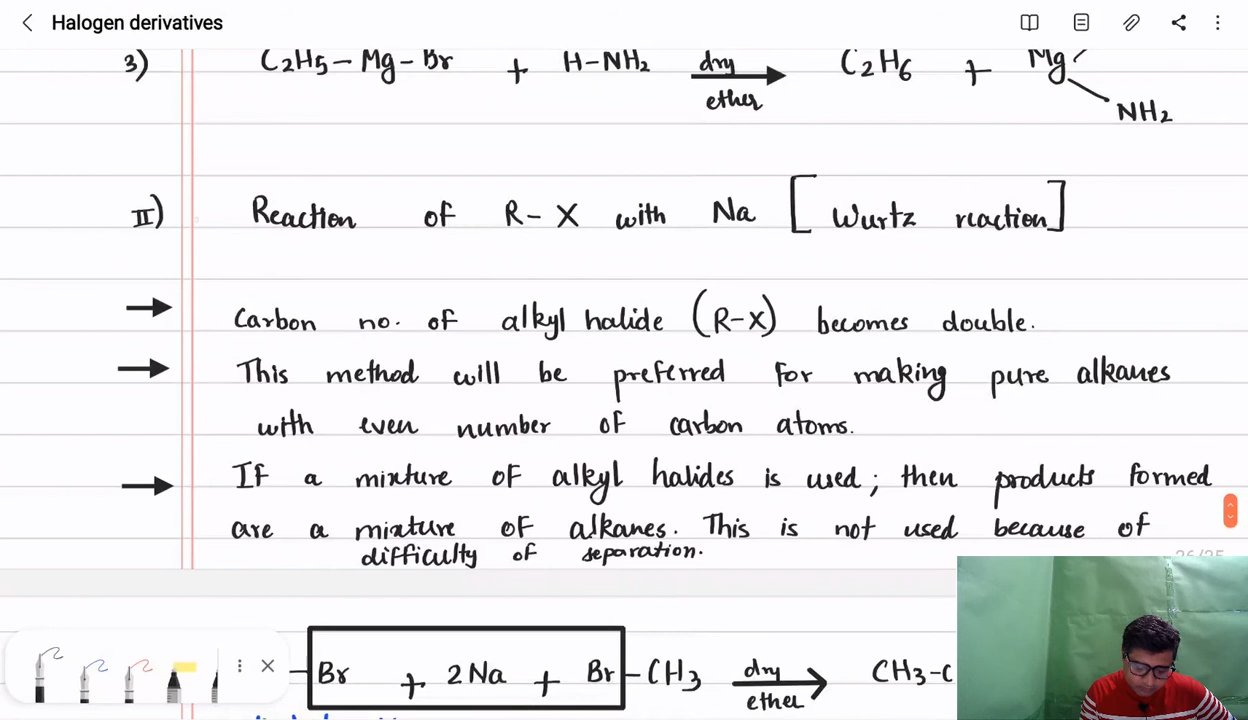 Halogen derivatives
3) C2H5-Mg-Br + H-NH2 dry ether C2H6 + Mg NH2
II) Reaction of R-X with Na [Wurtz reaction]
Carbon no. of alkyl halide (R-X) becomes double.
This method will be preferred for making pure alkanes
with even number of carbon atoms.
If a mixture of alkyl halides is used; then products formed
are a mixture of alkanes. This is not used because of
difficulty of separation.
Br + 2Na + Br-CH3 dry ether CH3-C